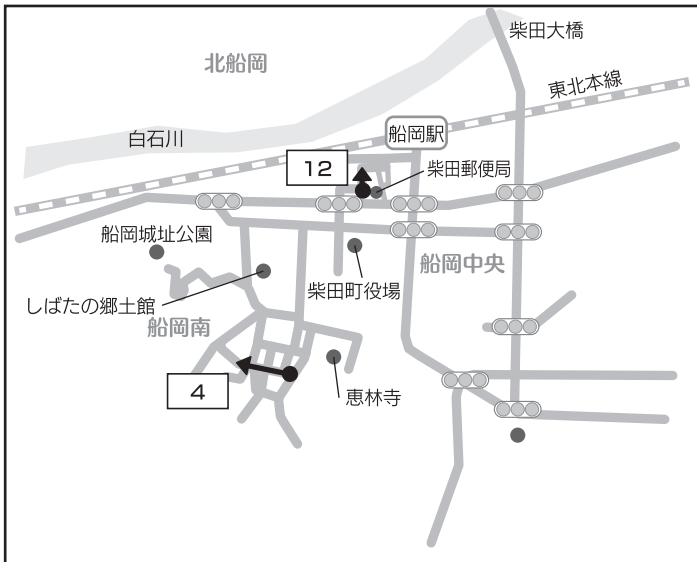 柴田大橋
北船岡
東北本線
白石川
船岡駅
12
柴田郵便局
船岡城址公園
船岡中央
しばたの郷土館
柴田町役場
船岡南
4
恵林寺